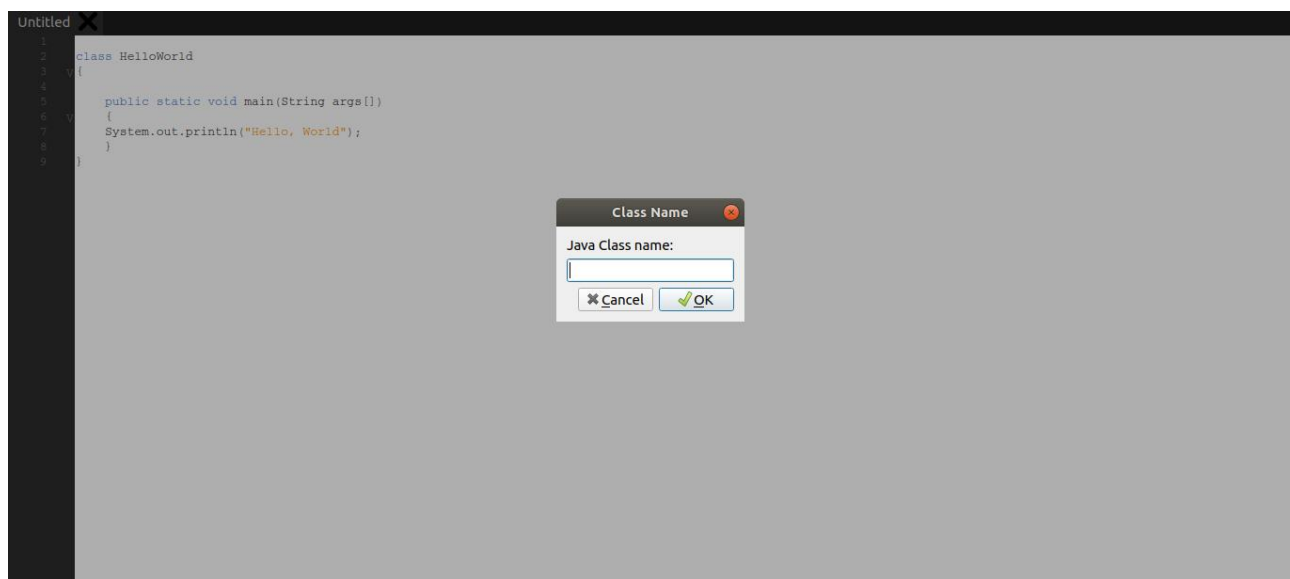 Untitled
1
2 class HelloWorld
3 {
4
5 public static void main(String args[])
6 {
7 System.out.println("Hello, World");
8 }
9 }
Class Name
Java Class name:
Cancel OK